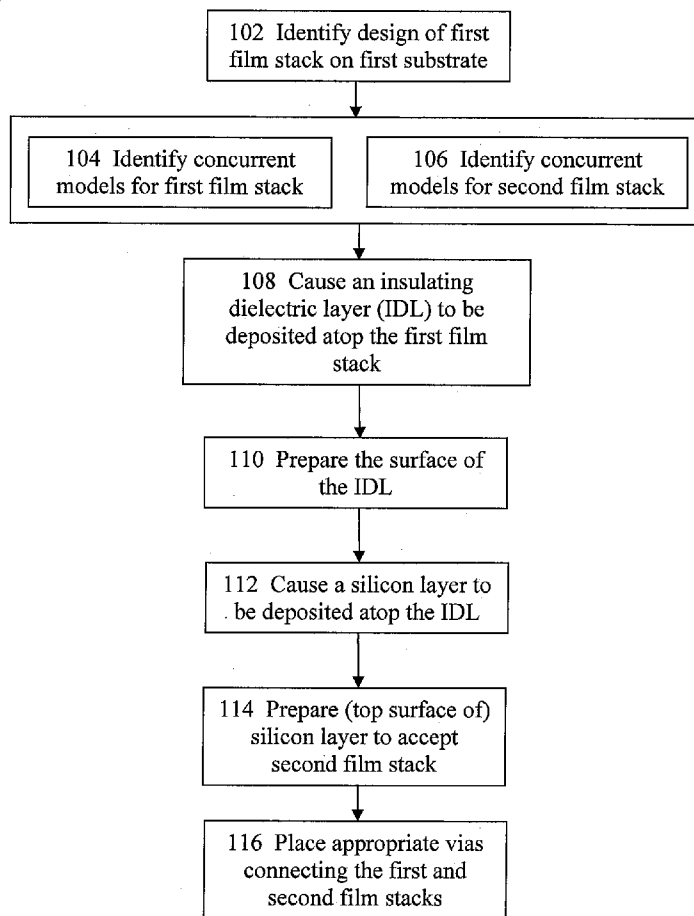 102 Identify design of first
film stack on first substrate
104 Identify concurrent
models for first film stack
106 Identify concurrent
models for second film stack
108 Cause an insulating
dielectric layer (IDL) to be
deposited atop the first film
stack
110 Prepare the surface of
the IDL
112 Cause a silicon layer to
be deposited atop the IDL
114 Prepare (top surface of)
silicon layer to accept
second film stack
116 Place appropriate vias
connecting the first and
second film stacks